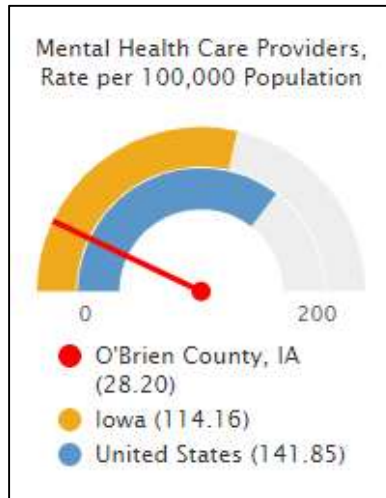 Mental Health Care Providers,
Rate per 100,000 Population
0
200
O'Brien County, IA
(28.20)
Iowa (114.16)
United States (141.85)